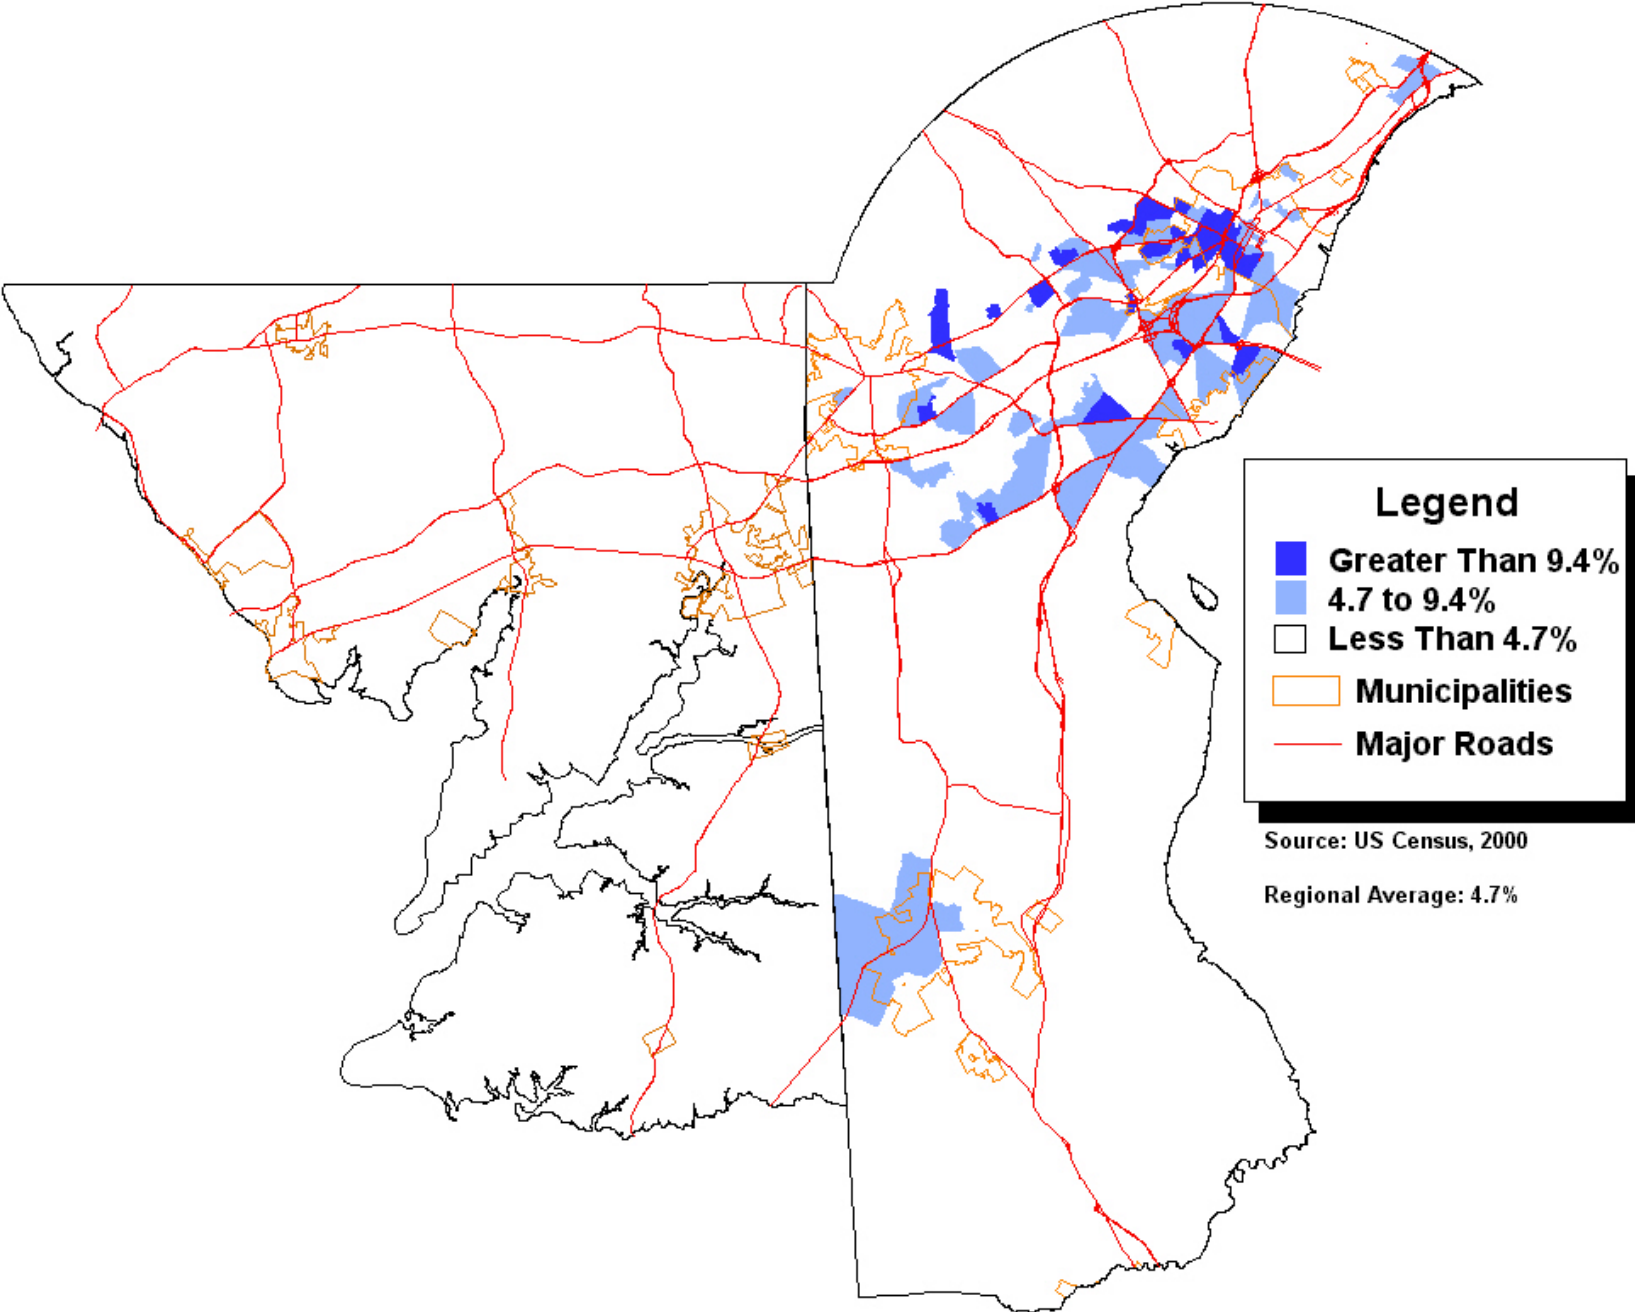 Legend
Greater Than 9.4%
4.7 to 9.4%
Less Than 4.7%
Municipalities
Major Roads
Source: US Census, 2000
Regional Average: 4.7%